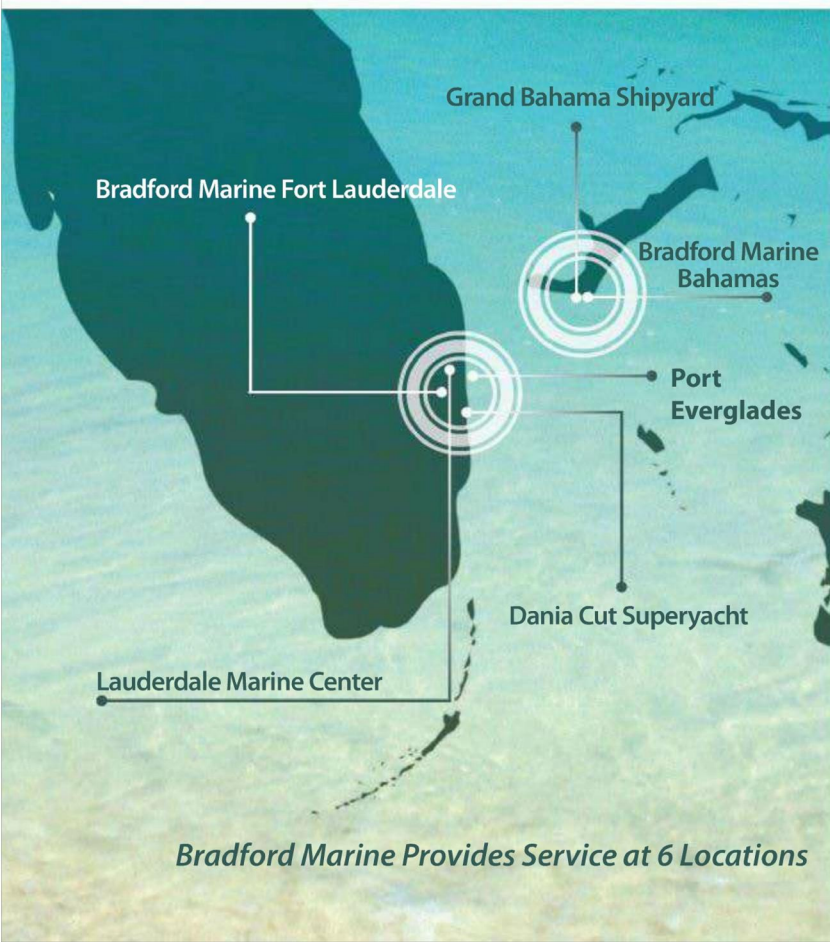 Grand Bahama Shipyard
Bradford Marine Fort Lauderdale
Bradford Marine
Bahamas
Port
Everglades
Dania Cut Superyacht
Lauderdale Marine Center
Bradford Marine Provides Service at 6 Locations